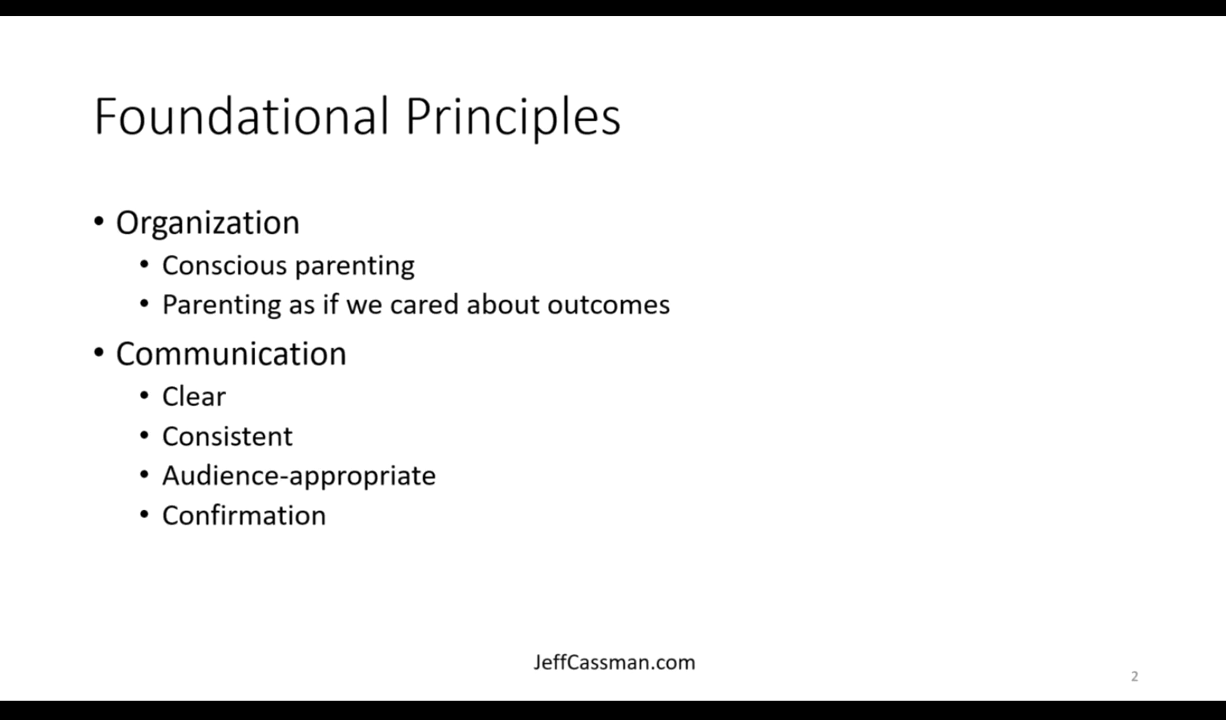 Foundational Principles
• Organization
• Conscious parenting
• Parenting as if we cared about outcomes
• Communication
• Clear
• Consistent
• Audience-appropriate
• Confirmation
JeffCassman.com
2